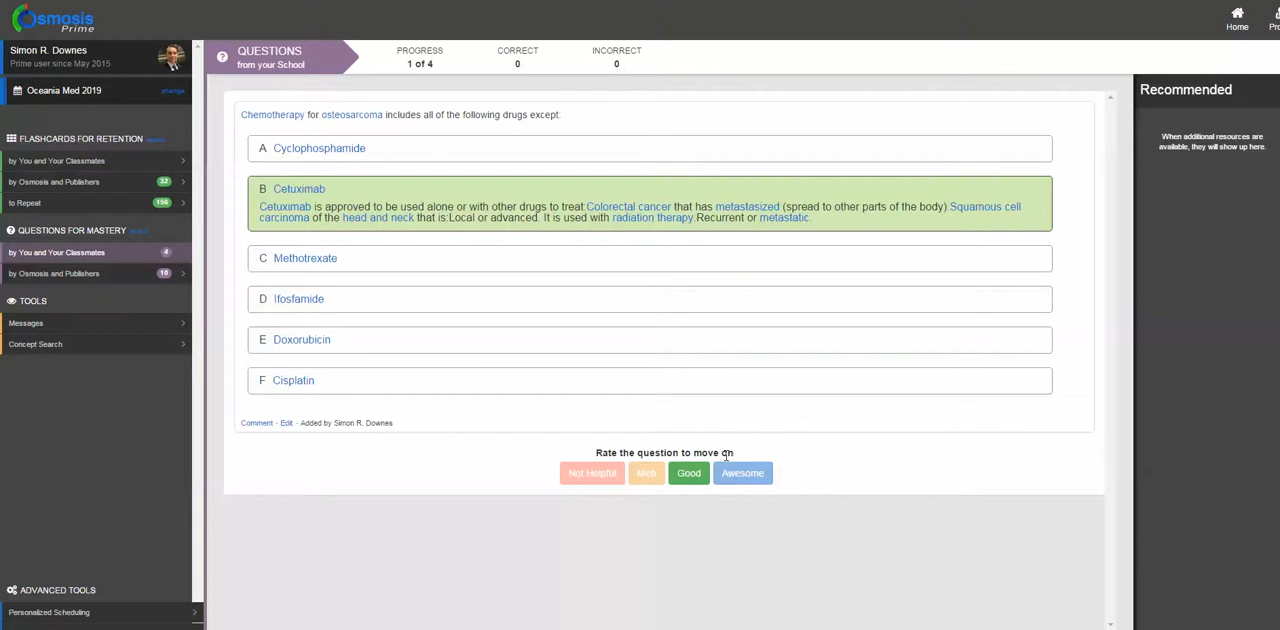 Osmosis
Prime
Home
Simon R. Downes
Prime user since May 2015
Oceania Med 2019
change
QUESTIONS
from your School
PROGRESS
1 of 4
CORRECT
0
INCORRECT
0
Recommended
When additional resources are
available, they will show up here.
FLASHCARDS FOR RETENTION
by You and Your Classmates
by Osmosis and Publishers 32
to Repeat 156
QUESTIONS FOR MASTERY
by You and Your Classmates 4
by Osmosis and Publishers 10
TOOLS
Messages
Concept Search
ADVANCED TOOLS
Personalized Scheduling
Chemotherapy for osteosarcoma includes all of the following drugs except:
A Cyclophosphamide
B Cetuximab
Cetuximab is approved to be used alone or with other drugs to treat:Colorectal cancer that has metastasized (spread to other parts of the body).Squamous cell
carcinoma of the head and neck that is:Local or advanced. It is used with radiation therapy.Recurrent or metastatic.
C Methotrexate
D Ifosfamide
E Doxorubicin
F Cisplatin
Comment · Edit · Added by Simon R. Downes
Rate the question to move on
Not Helpful
Meh
Good
Awesome